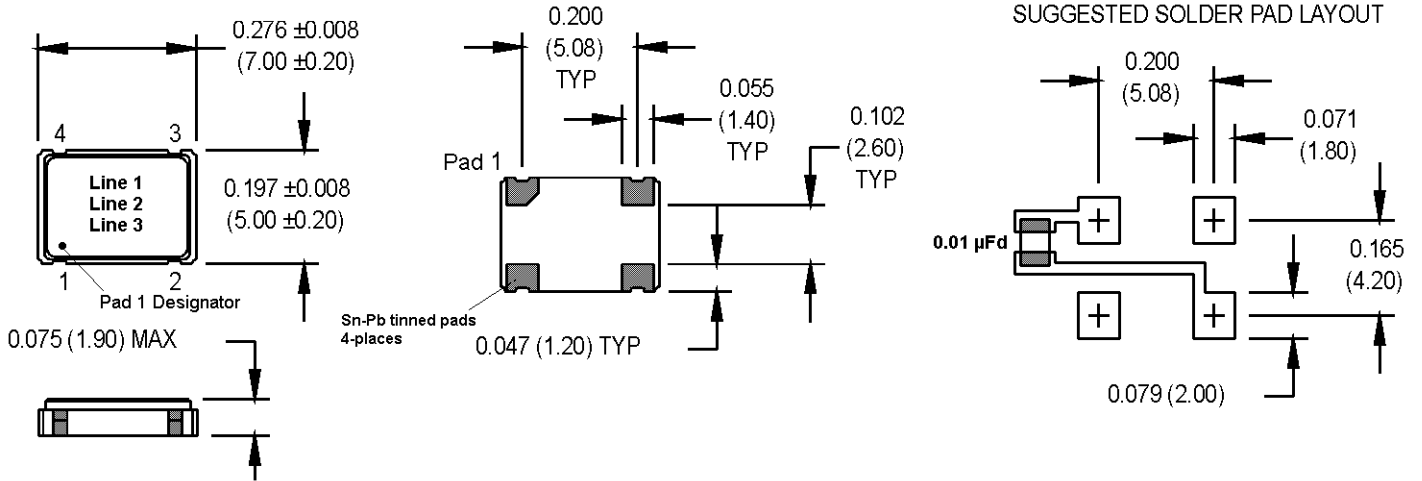 0.276 ±0.008
(7.00 ±0.20)
4
3
Line 1
Line 2
Line 3
0.197 ±0.008
(5.00 ±0.20)
1
2
Pad 1 Designator
0.075 (1.90) MAX
0.200
(5.08)
TYP
0.055
(1.40)
TYP
0.102
(2.60)
TYP
Pad 1
Sn-Pb tinned pads
4-places
0.047 (1.20) TYP
SUGGESTED SOLDER PAD LAYOUT
0.200
(5.08)
0.071
(1.80)
0.01 µFd
0.165
(4.20)
0.079 (2.00)